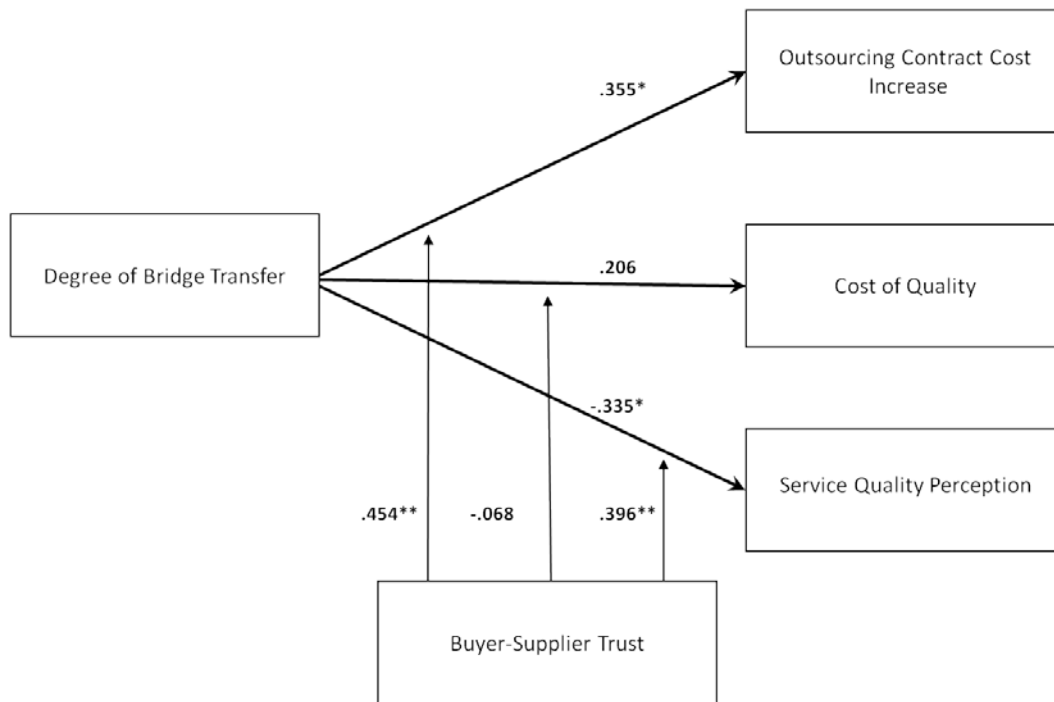 Outsourcing Contract Cost
Increase
.355*
Degree of Bridge Transfer
.206
Cost of Quality
-.335*
Service Quality Perception
.454**
-.068
.396**
Buyer-Supplier Trust